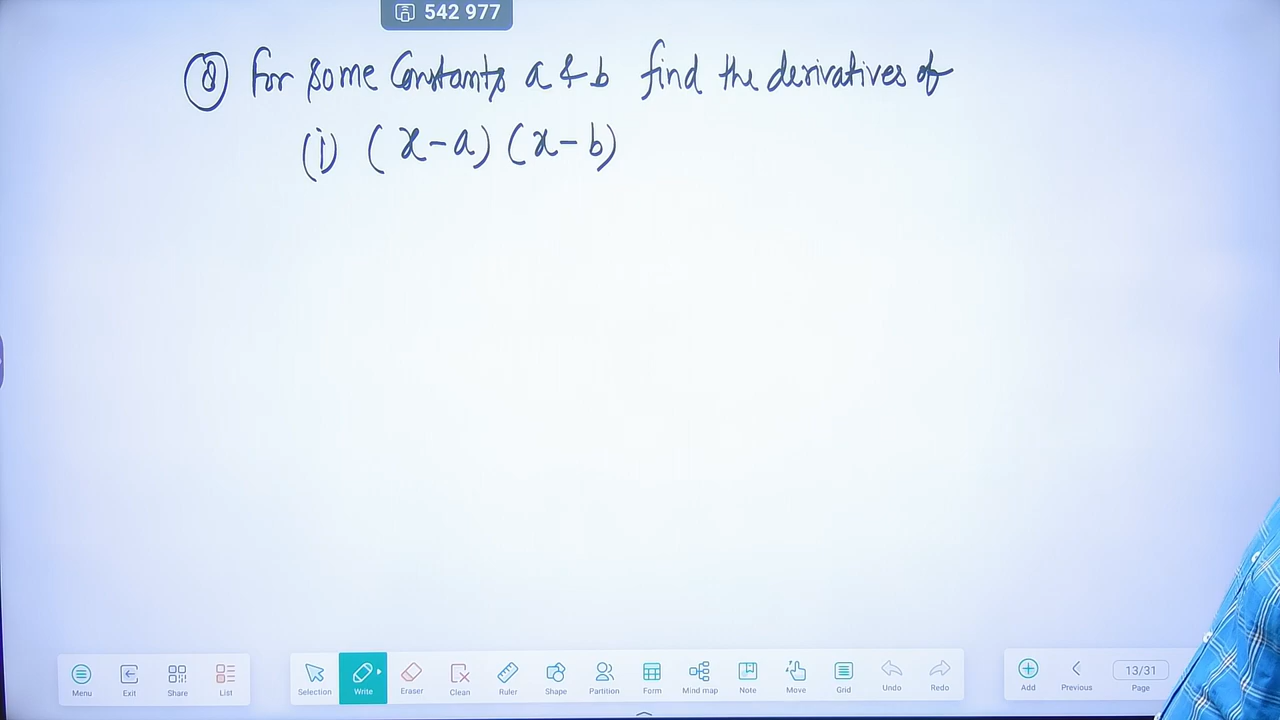 542 977
⑧ For some Constants a & b find the derivatives of
(i) (x-a) (x-b)
Menu Exit Share List Selection Write Eraser Clean Ruler Shape Partition Form Mind map Note Move Grid Undo Redo Add Previous 13/31 Page